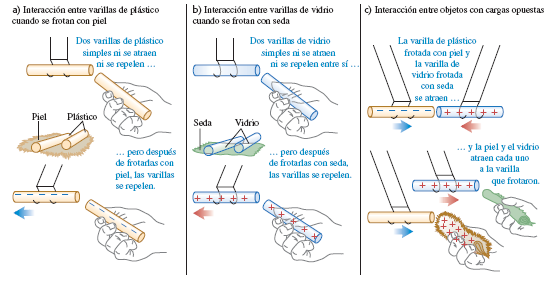 a) Interacción entre varillas de plástico
cuando se frotan con piel
Dos varillas de plástico
simples ni se atraen
ni se repelen ...
Piel
Plástico
... pero después
de frotarlas con
piel, las varillas
se repelen.
b) Interacción entre varillas de vidrio
cuando se frotan con seda
Dos varillas de vidrio
simples ni se atraen
ni se repelen entre sí ...
Seda
Vidrio
... pero después
de frotarlas con seda,
las varillas se repelen.
c) Interacción entre objetos con cargas opuestas
La varilla de plástico
frotada con piel y
la varilla de
vidrio frotada
con seda
se atraen ...
... y la piel y el vidrio
atraen cada uno
a la varilla
que frotaron.